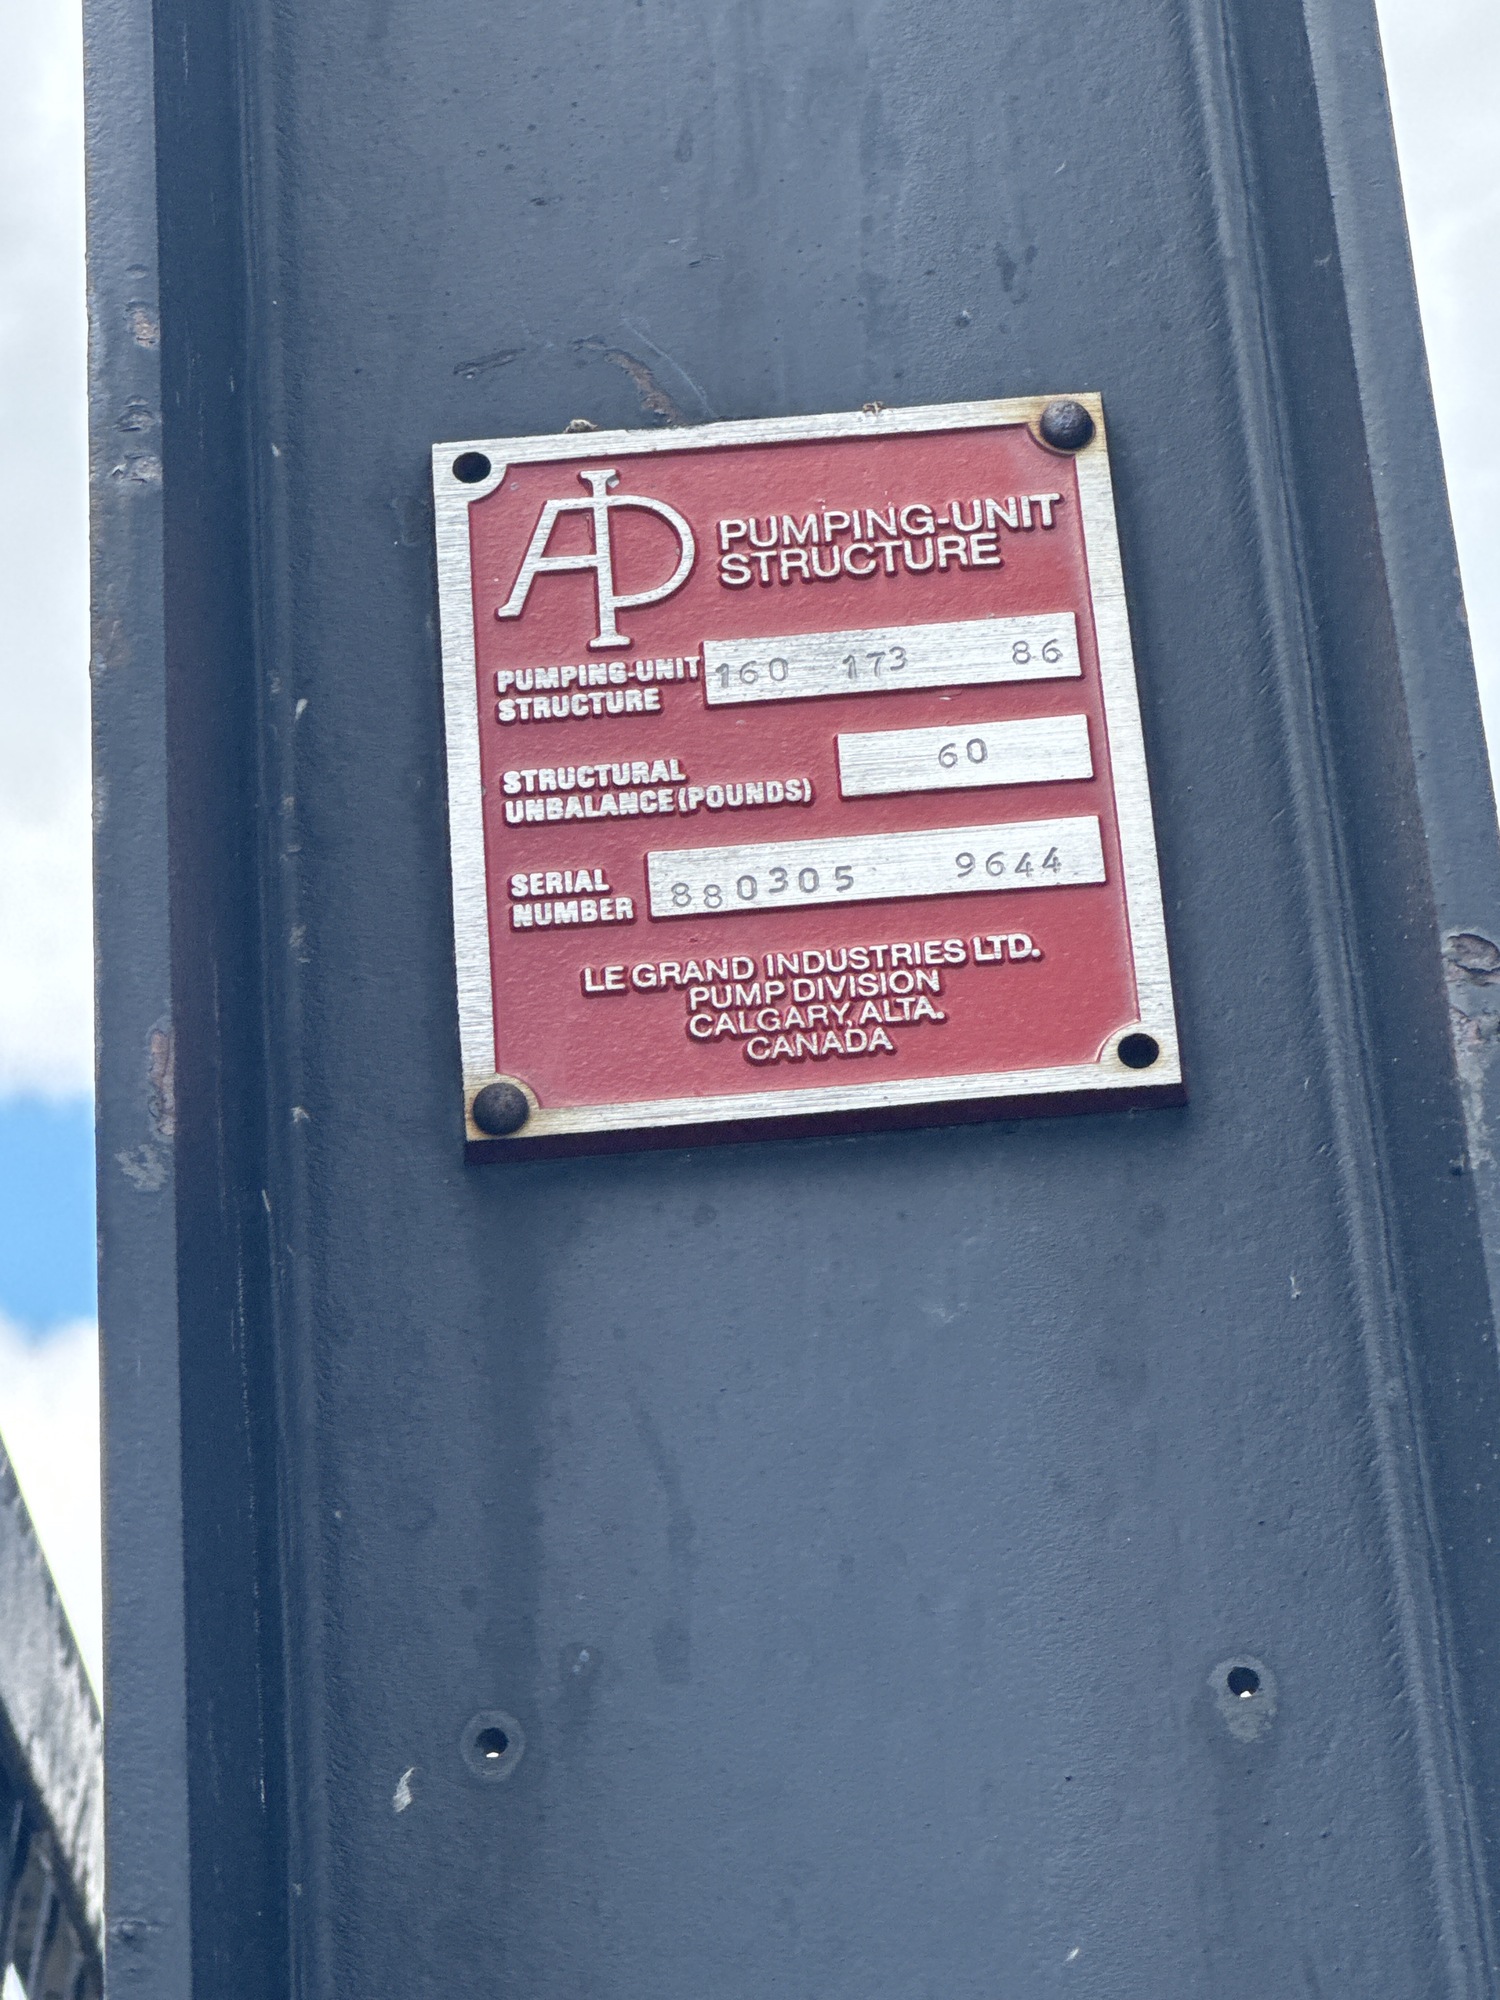 API
PUMPING-UNIT
STRUCTURE
PUMPING-UNIT
STRUCTURE
160 173 86
STRUCTURAL
UNBALANCE (POUNDS)
60
SERIAL
NUMBER
880305 9644
LE GRAND INDUSTRIES LTD.
PUMP DIVISION
CALGARY, ALTA.
CANADA